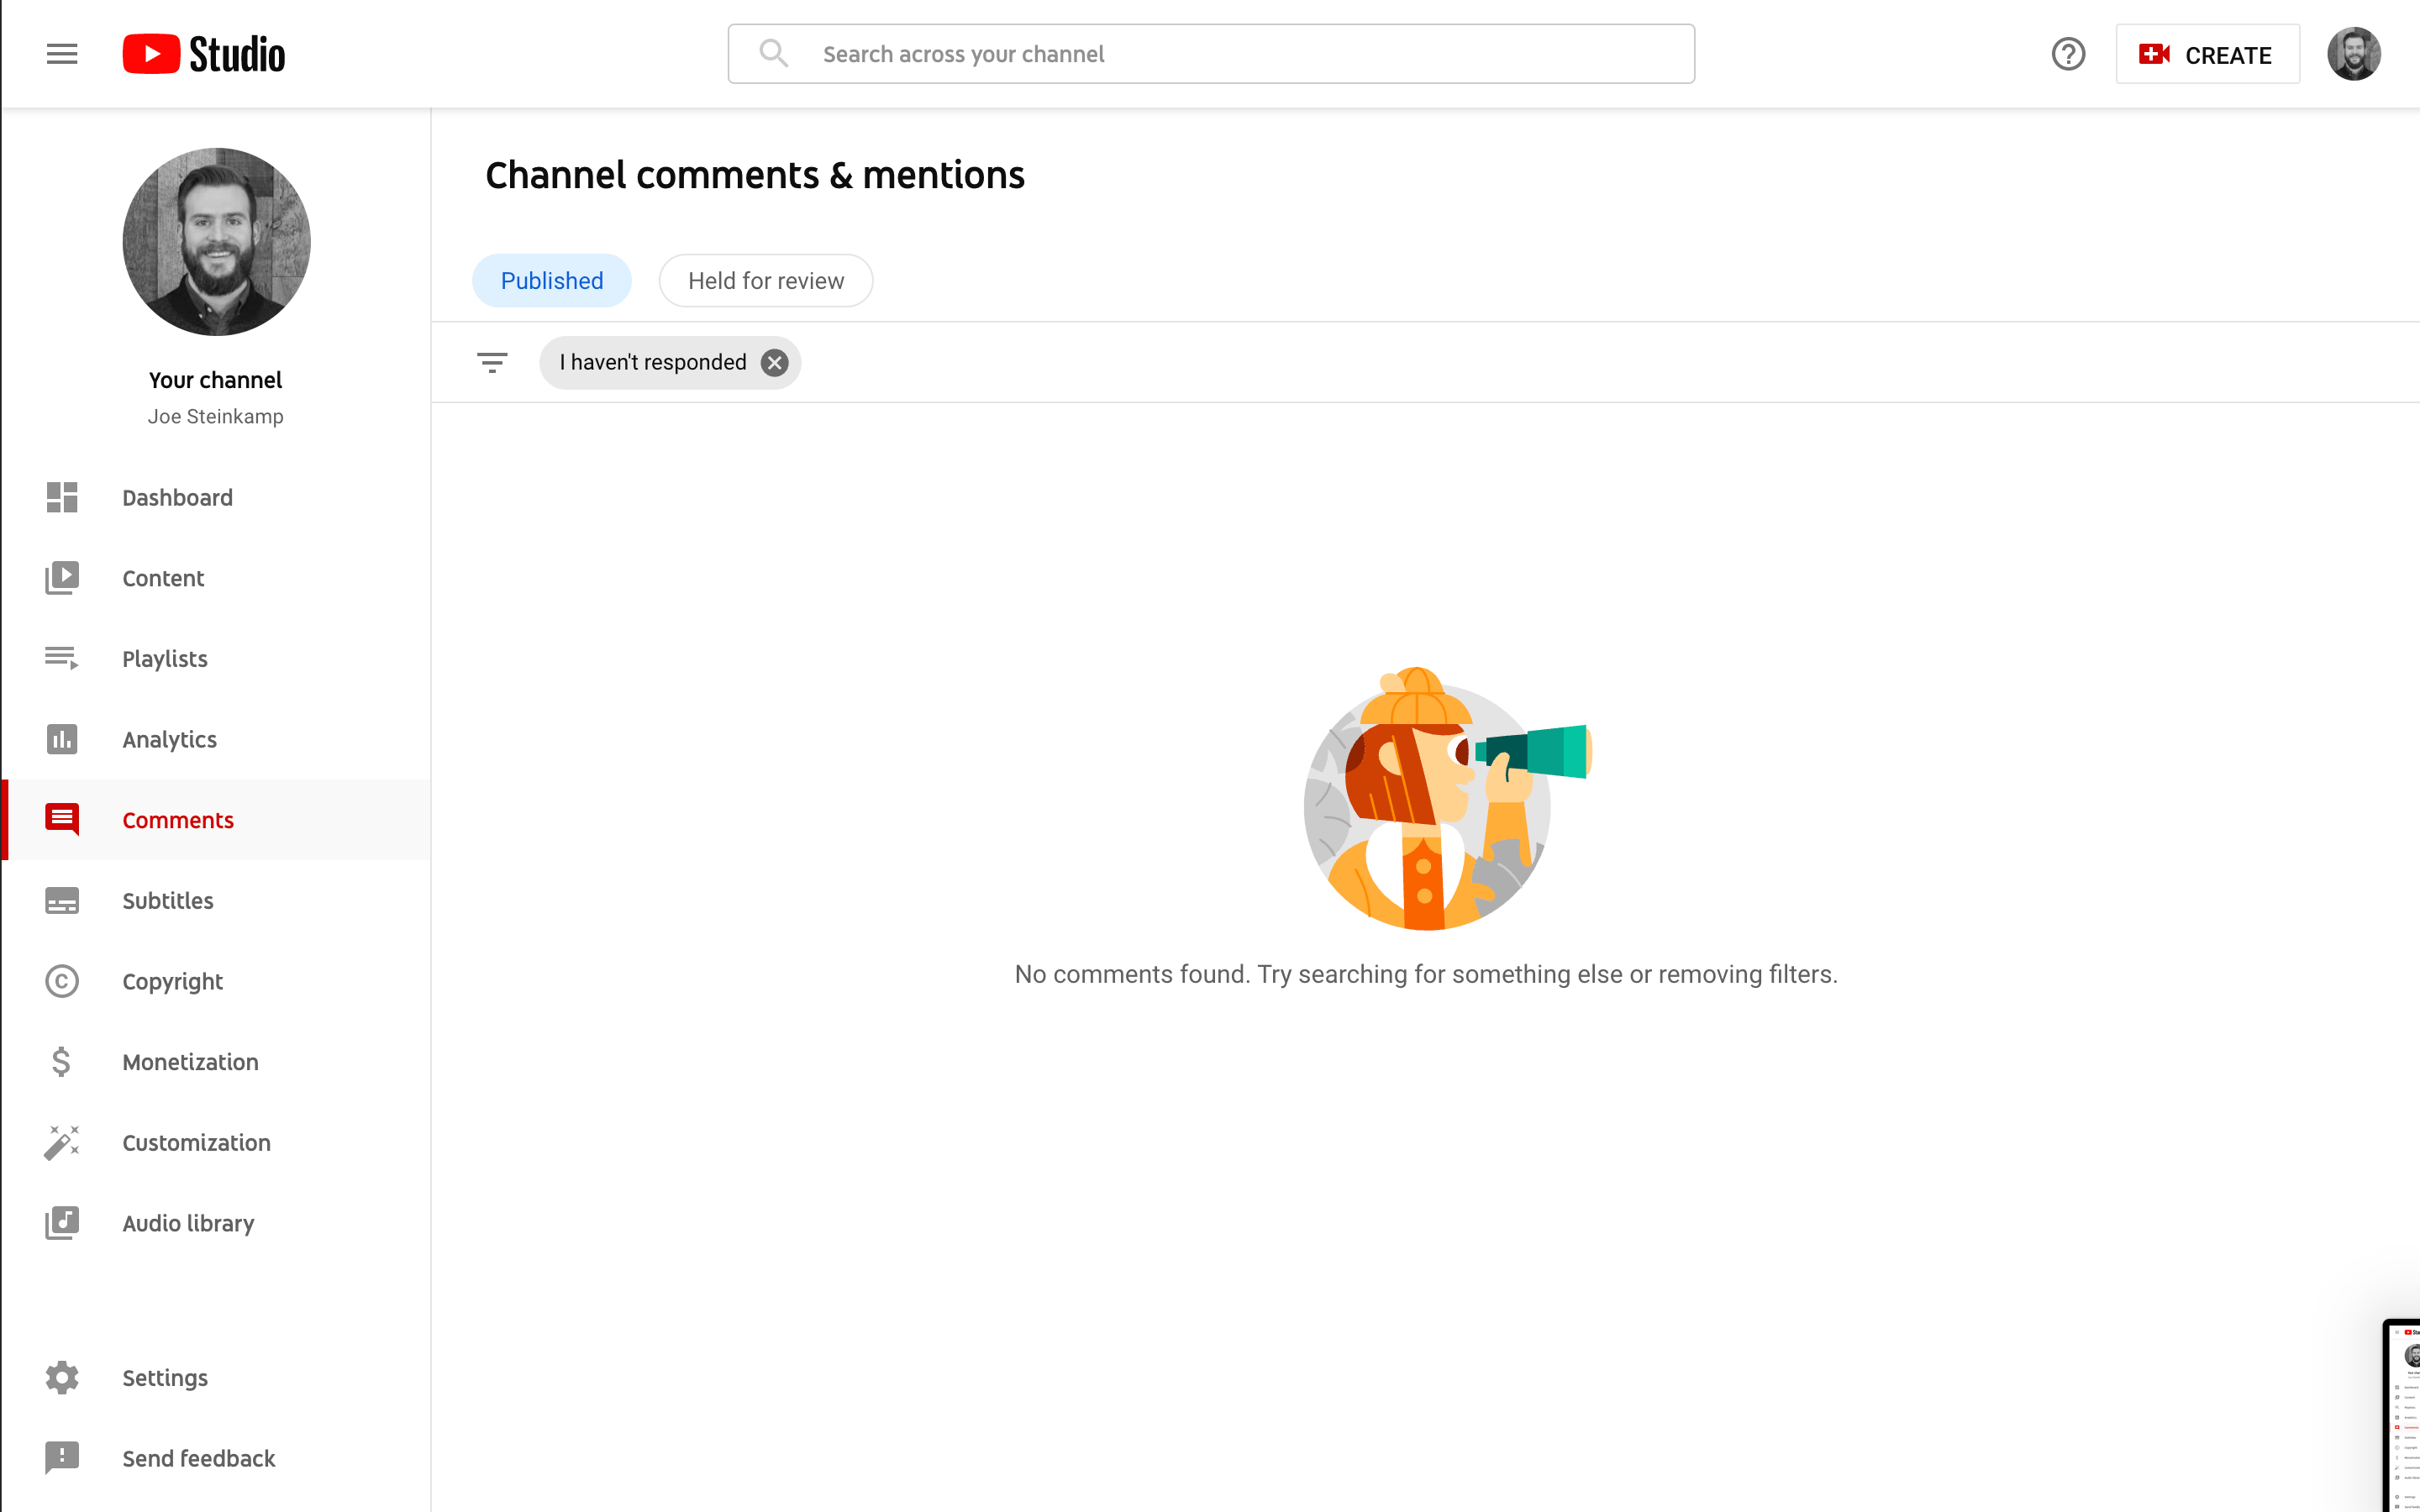 Studio
Search across your channel
CREATE
Your channel
Joe Steinkamp
Dashboard
Content
Playlists
Analytics
Comments
Subtitles
Copyright
Monetization
Customization
Audio library
Settings
Send feedback
Channel comments & mentions
Published
Held for review
I haven't responded
No comments found. Try searching for something else or removing filters.